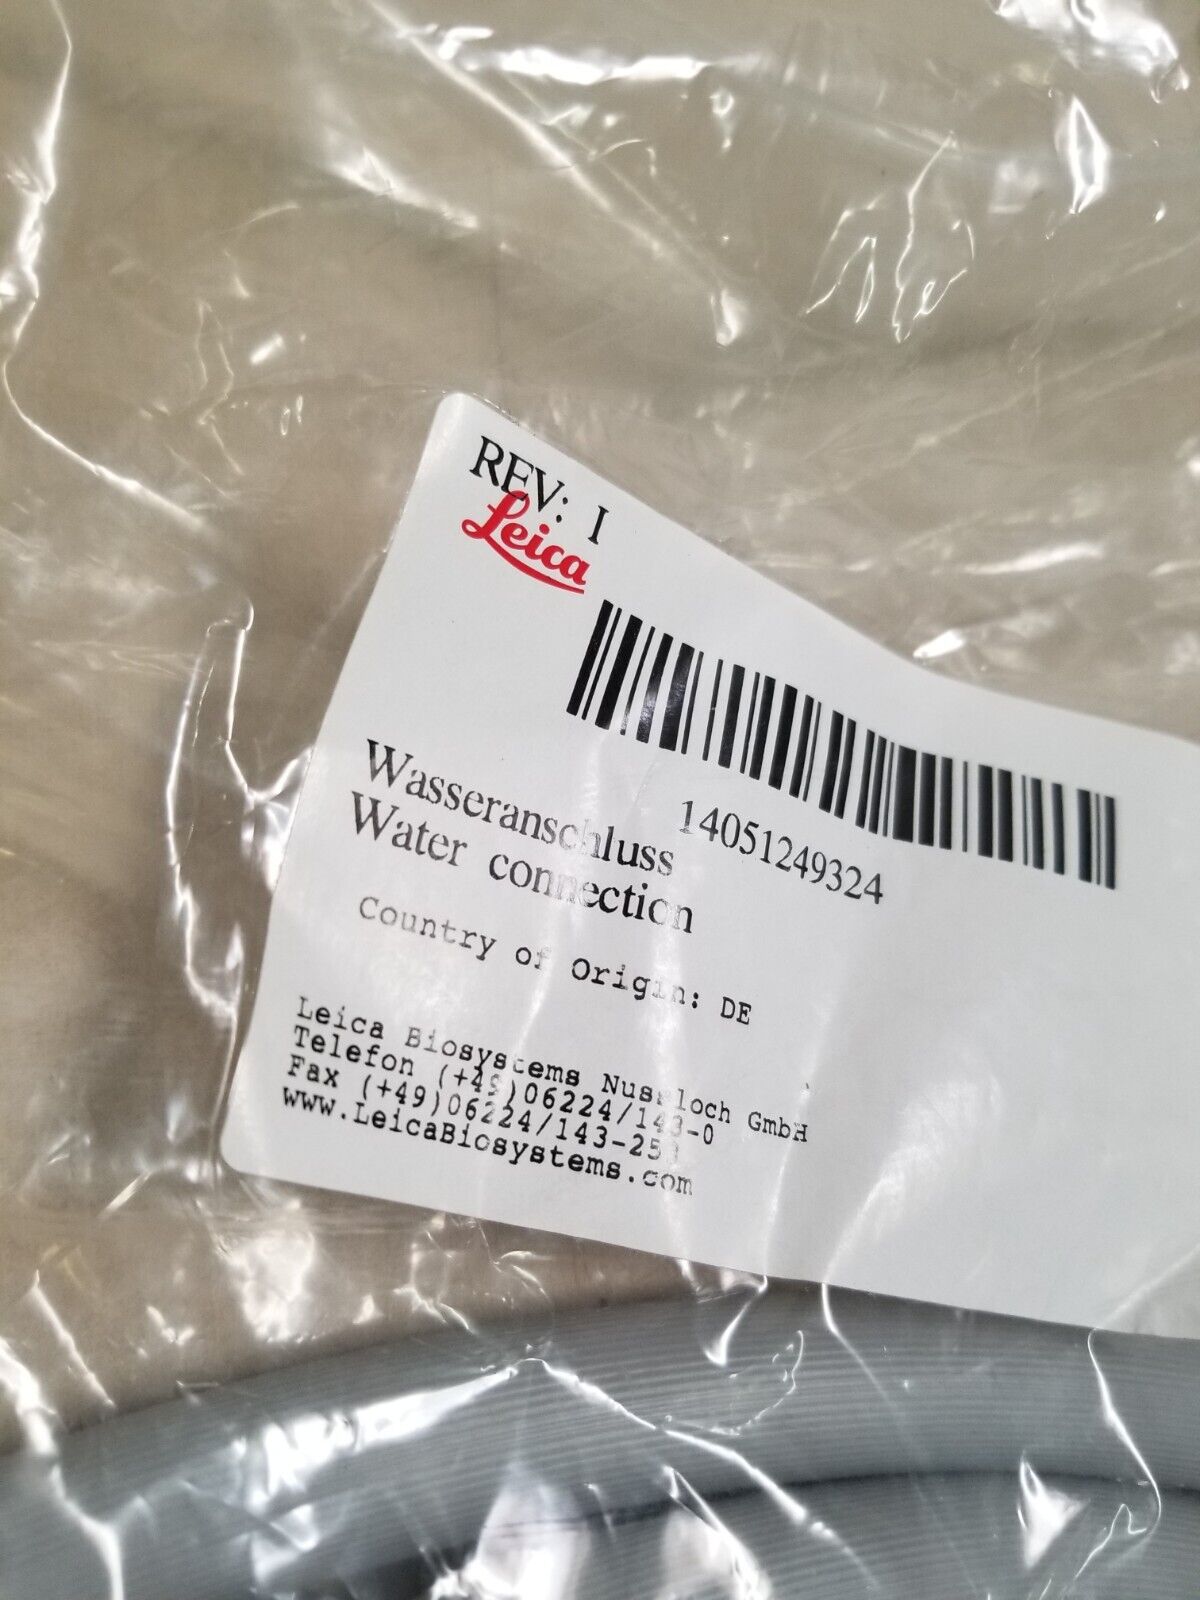 REV: I
Leica
14051249324
Wasseranschluss
Water connection
Country of Origin: DE
Leica Biosystems Nussloch GmbH
Telefon (+49)06224/143-0
Fax (+49)06224/143-253
www.LeicaBiosystems.com